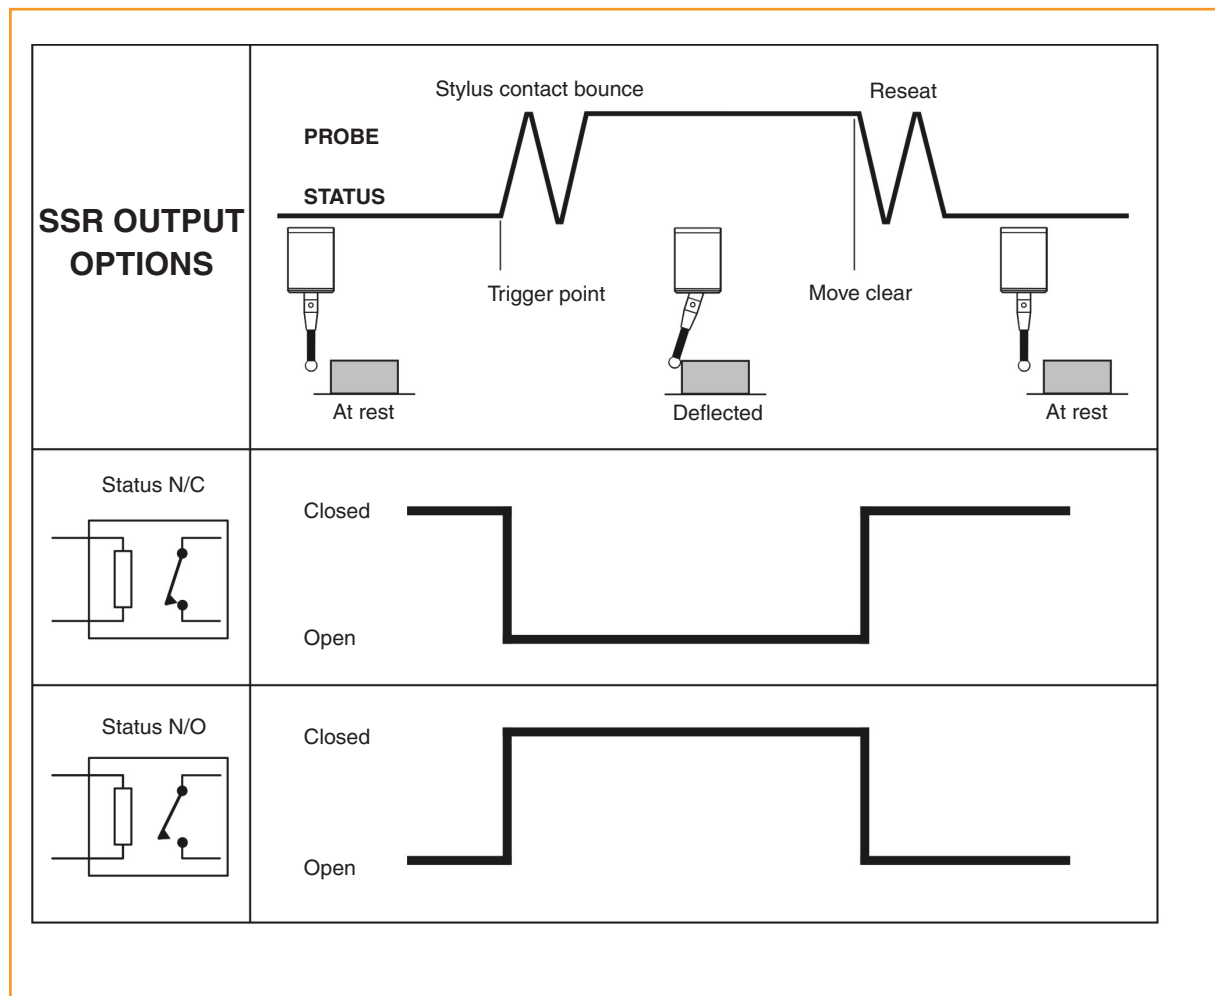 SSR OUTPUT
OPTIONS
Stylus contact bounce
Reseat
PROBE
STATUS
Trigger point
Move clear
At rest
Deflected
At rest
Status N/C
Closed
Open
Status N/O
Closed
Open